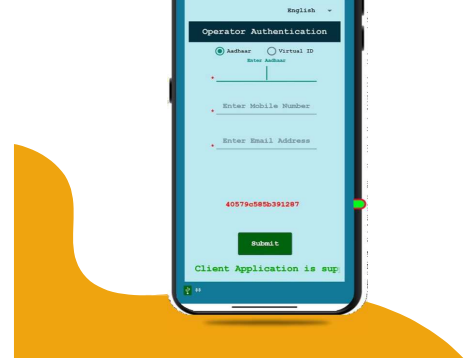 English
Operator Authentication
Aadhaar Virtual ID
Enter Aadhaar
*
* Enter Mobile Number
* Enter Email Address
40579c585b391287
Submit
Client Application is sup